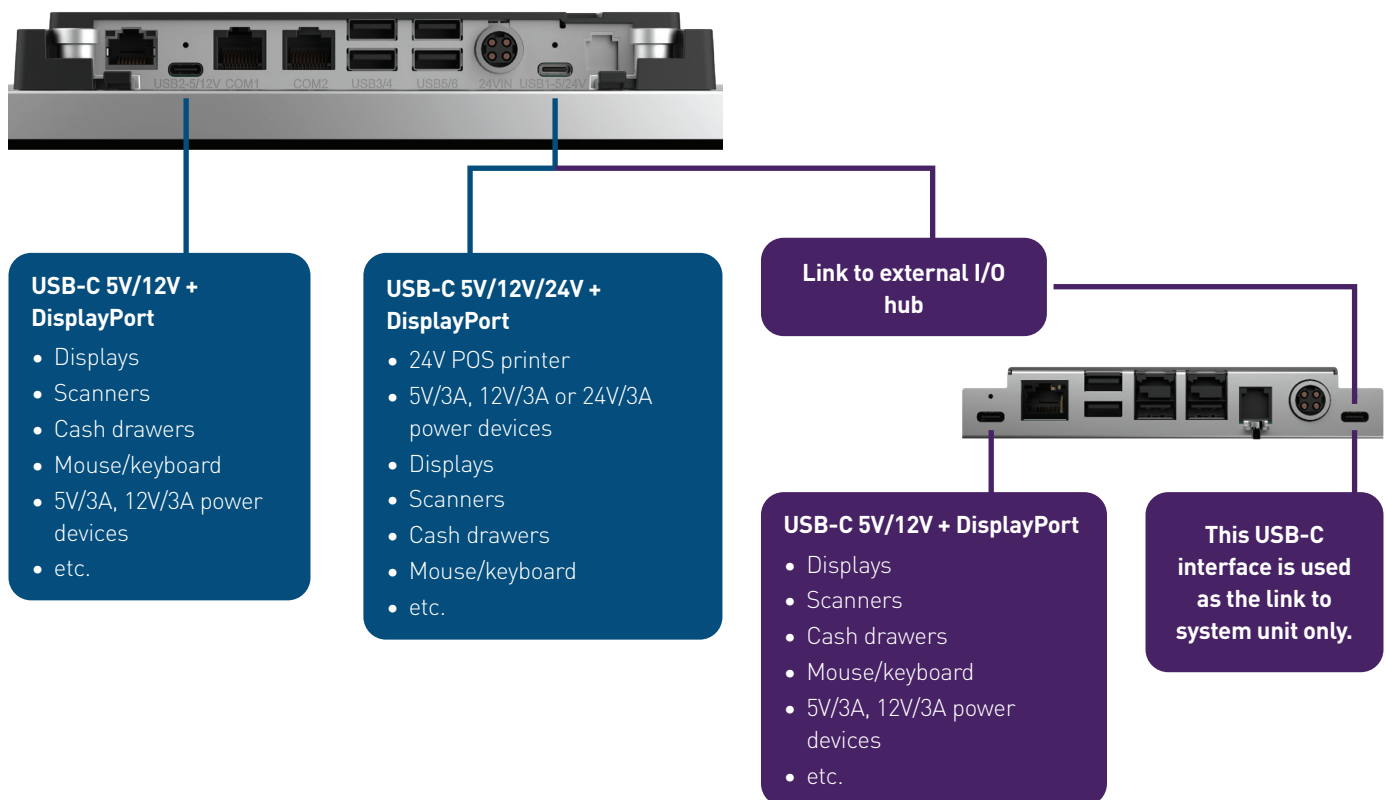 USB2-5/12V COM1 COM2 USB3/4 USB5/6 24VIN USB1-5/24V
USB-C 5V/12V +
DisplayPort
• Displays
• Scanners
• Cash drawers
• Mouse/keyboard
• 5V/3A, 12V/3A power
devices
• etc.
USB-C 5V/12V/24V +
DisplayPort
• 24V POS printer
• 5V/3A, 12V/3A or 24V/3A
power devices
• Displays
• Scanners
• Cash drawers
• Mouse/keyboard
• etc.
Link to external I/O
hub
USB-C 5V/12V + DisplayPort
• Displays
• Scanners
• Cash drawers
• Mouse/keyboard
• 5V/3A, 12V/3A power
devices
• etc.
This USB-C
interface is used
as the link to
system unit only.